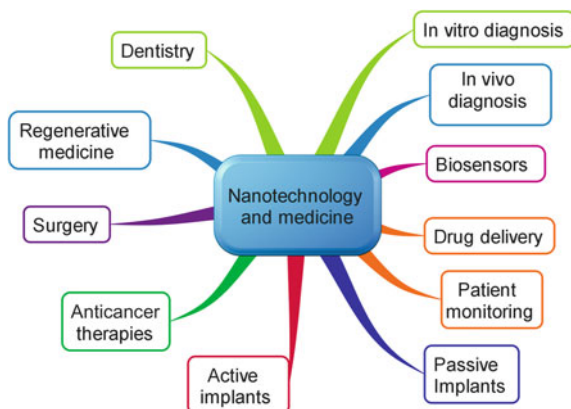 Dentistry
In vitro diagnosis
In vivo
diagnosis
Regenerative
medicine
Biosensors
Nanotechnology
and medicine
Surgery
Drug delivery
Anticancer
therapies
Patient
monitoring
Active
implants
Passive
Implants